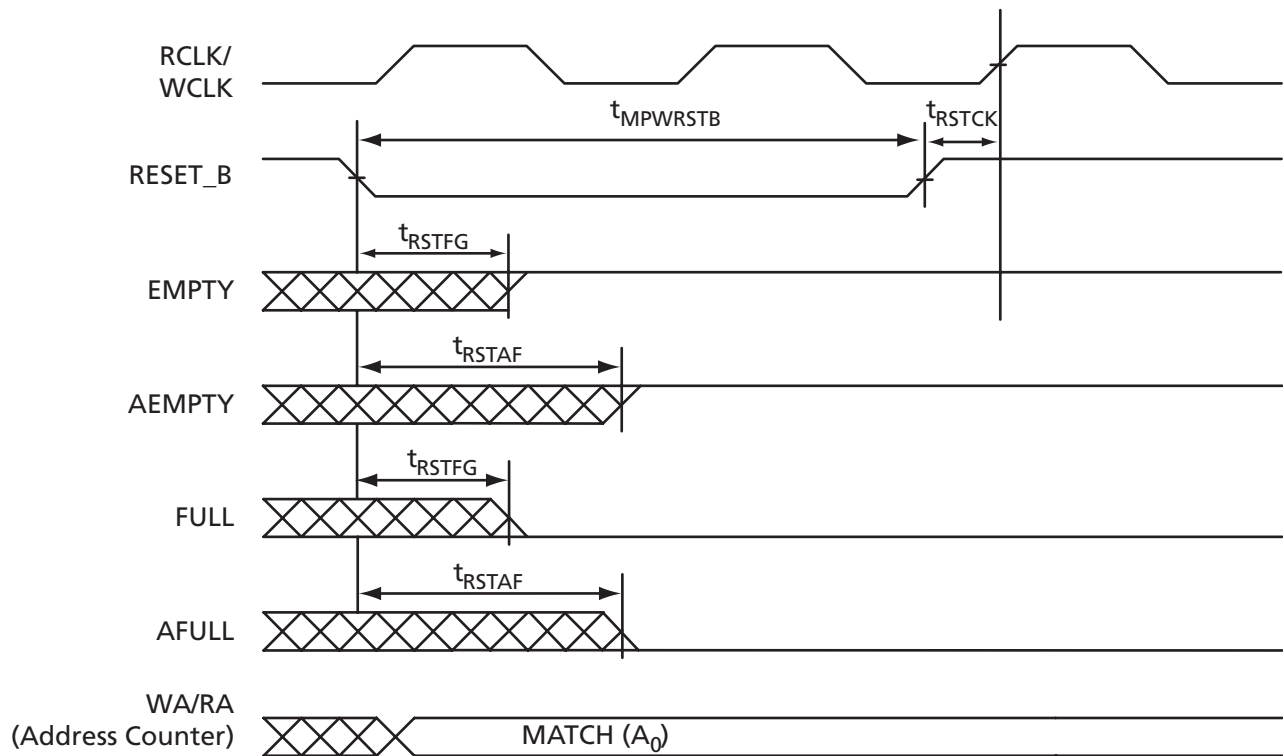 RCLK/
WCLK
tMPWRSTB
tRSTCK
RESET_B
tRSTFG
EMPTY
tRSTAF
AEMPTY
tRSTFG
FULL
tRSTAF
AFULL
WA/RA
(Address Counter)
MATCH (A0)